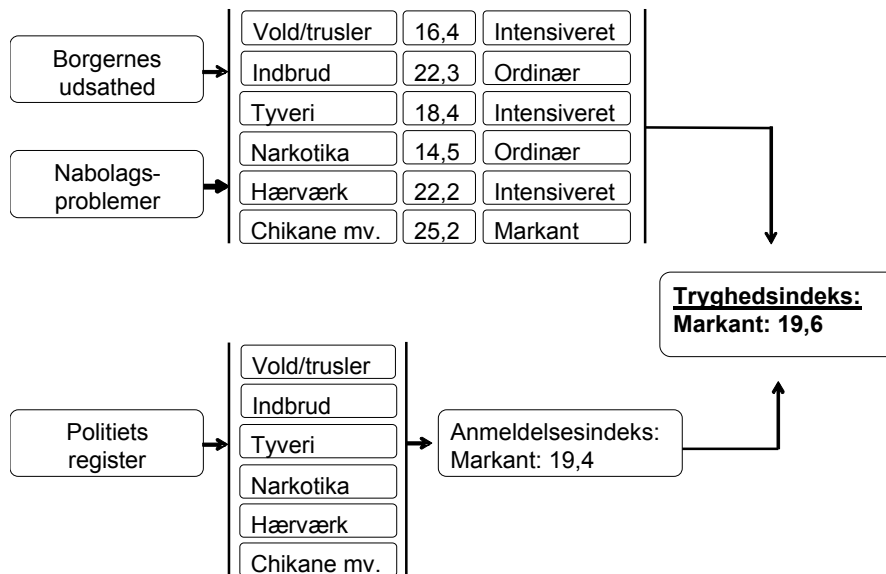 Borgernes
udsathed
Nabolags-
problemer
Vold/trusler 16,4 Intensiveret
Indbrud 22,3 Ordinær
Tyveri 18,4 Intensiveret
Narkotika 14,5 Ordinær
Hærværk 22,2 Intensiveret
Chikane mv. 25,2 Markant
Tryghedsindeks:
Markant: 19,6
Politiets
register
Vold/trusler
Indbrud
Tyveri
Narkotika
Hærværk
Chikane mv.
Anmeldelsesindeks:
Markant: 19,4